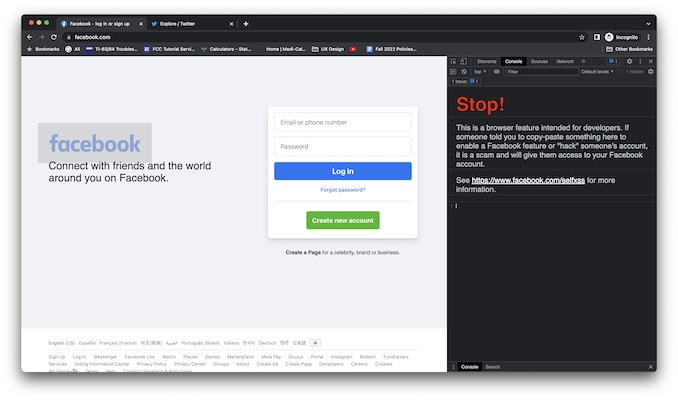 Facebook - log in or sign up
Explore / Twitter
facebook.com
Incognito
Bookmarks
All
TI-83/84 Troubles...
FCC Tutorial Servi...
Calculators - Stat...
Home | Medi-Cal...
UX Design
Fall 2022 Policies...
Other Bookmarks
facebook
Connect with friends and the world
around you on Facebook.
Email or phone number
Password
Log In
Forgot password?
Create new account
Create a Page for a celebrity, brand or business.
English (US) Español Français (France) 中文(简体) العربية Português (Brasil) Italiano 한국어 Deutsch हिन्दी 日本語 +
Sign Up Log In Messenger Facebook Lite Watch Places Games Marketplace Meta Pay Oculus Portal Instagram Bulletin Fundraisers
Services Voting Information Center Privacy Policy Privacy Center Groups About Create Ad Create Page Developers Careers Cookies
Terms Help Contact Uploading & Non-Users
Elements Console Sources Network » 1
top Filter Default levels 1 hidden
1 Issue: 1
Stop!
This is a browser feature intended for developers. If
someone told you to copy-paste something here to
enable a Facebook feature or "hack" someone's account,
it is a scam and will give them access to your Facebook
account.
See https://www.facebook.com/selfxss for more
information.
Console Search